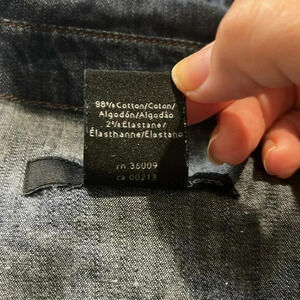 98% Cotton/Coton/
Algodón/Algodão
2% Elastane/
Élasthanne/Elastano
rn 36009
ca 00213